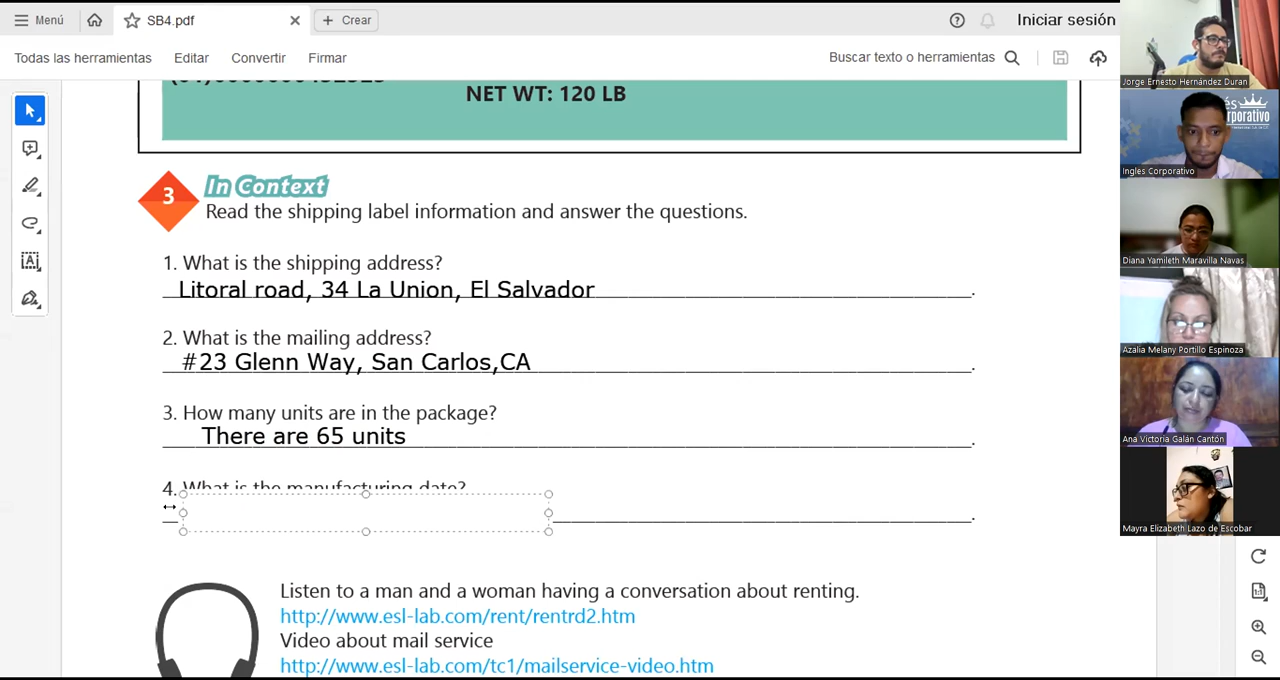 Menú
SB4.pdf
Crear
Iniciar sesión
Todas las herramientas
Editar
Convertir
Firmar
Buscar texto o herramientas
NET WT: 120 LB
3
In Context
Read the shipping label information and answer the questions.
1. What is the shipping address?
Litoral road, 34 La Union, El Salvador
2. What is the mailing address?
#23 Glenn Way, San Carlos,CA
3. How many units are in the package?
There are 65 units
4. What is the manufacturing date?
Listen to a man and a woman having a conversation about renting.
http://www.esl-lab.com/rent/rentrd2.htm
Video about mail service
http://www.esl-lab.com/tc1/mailservice-video.htm
Jorge Ernesto Hernández Duran
Ingles Corporativo
Diana Yamileth Maravilla Navas
Azalia Melany Portillo Espinoza
Ana Victoria Galán Cantón
Mayra Elizabeth Lazo de Escobar